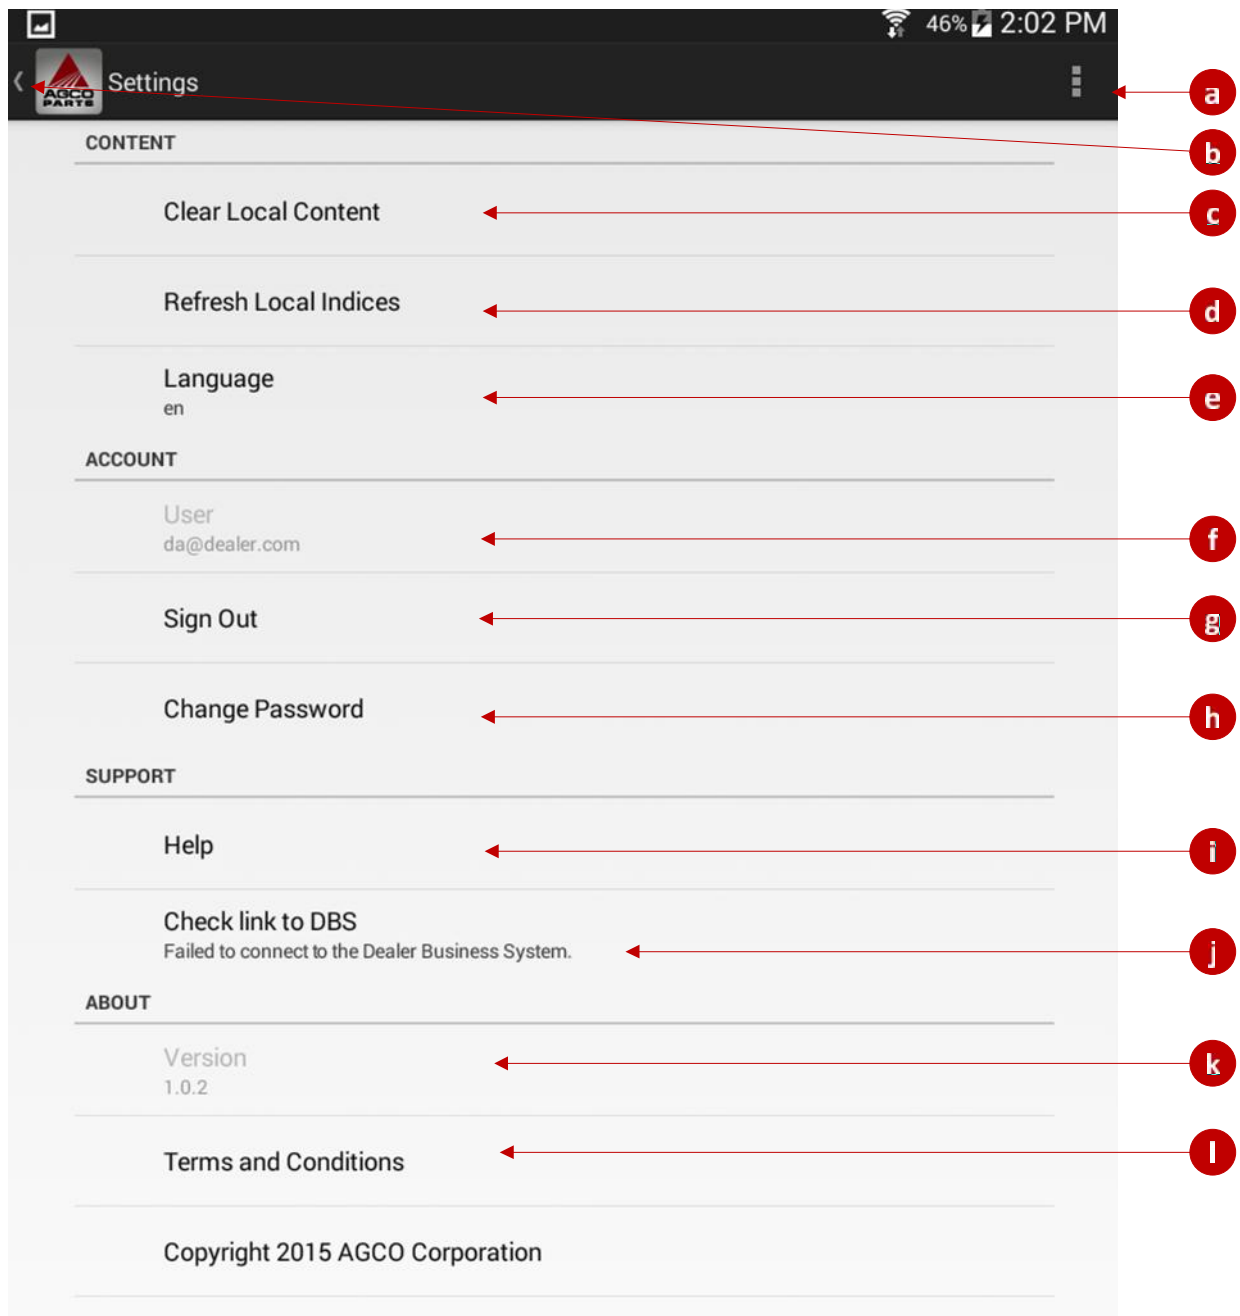 46% 2:02 PM
AGCO
PARTS
Settings
a
CONTENT
b
Clear Local Content
c
Refresh Local Indices
d
Language
en
e
ACCOUNT
User
da@dealer.com
f
Sign Out
g
Change Password
h
SUPPORT
Help
i
Check link to DBS
Failed to connect to the Dealer Business System.
j
ABOUT
Version
1.0.2
k
Terms and Conditions
l
Copyright 2015 AGCO Corporation